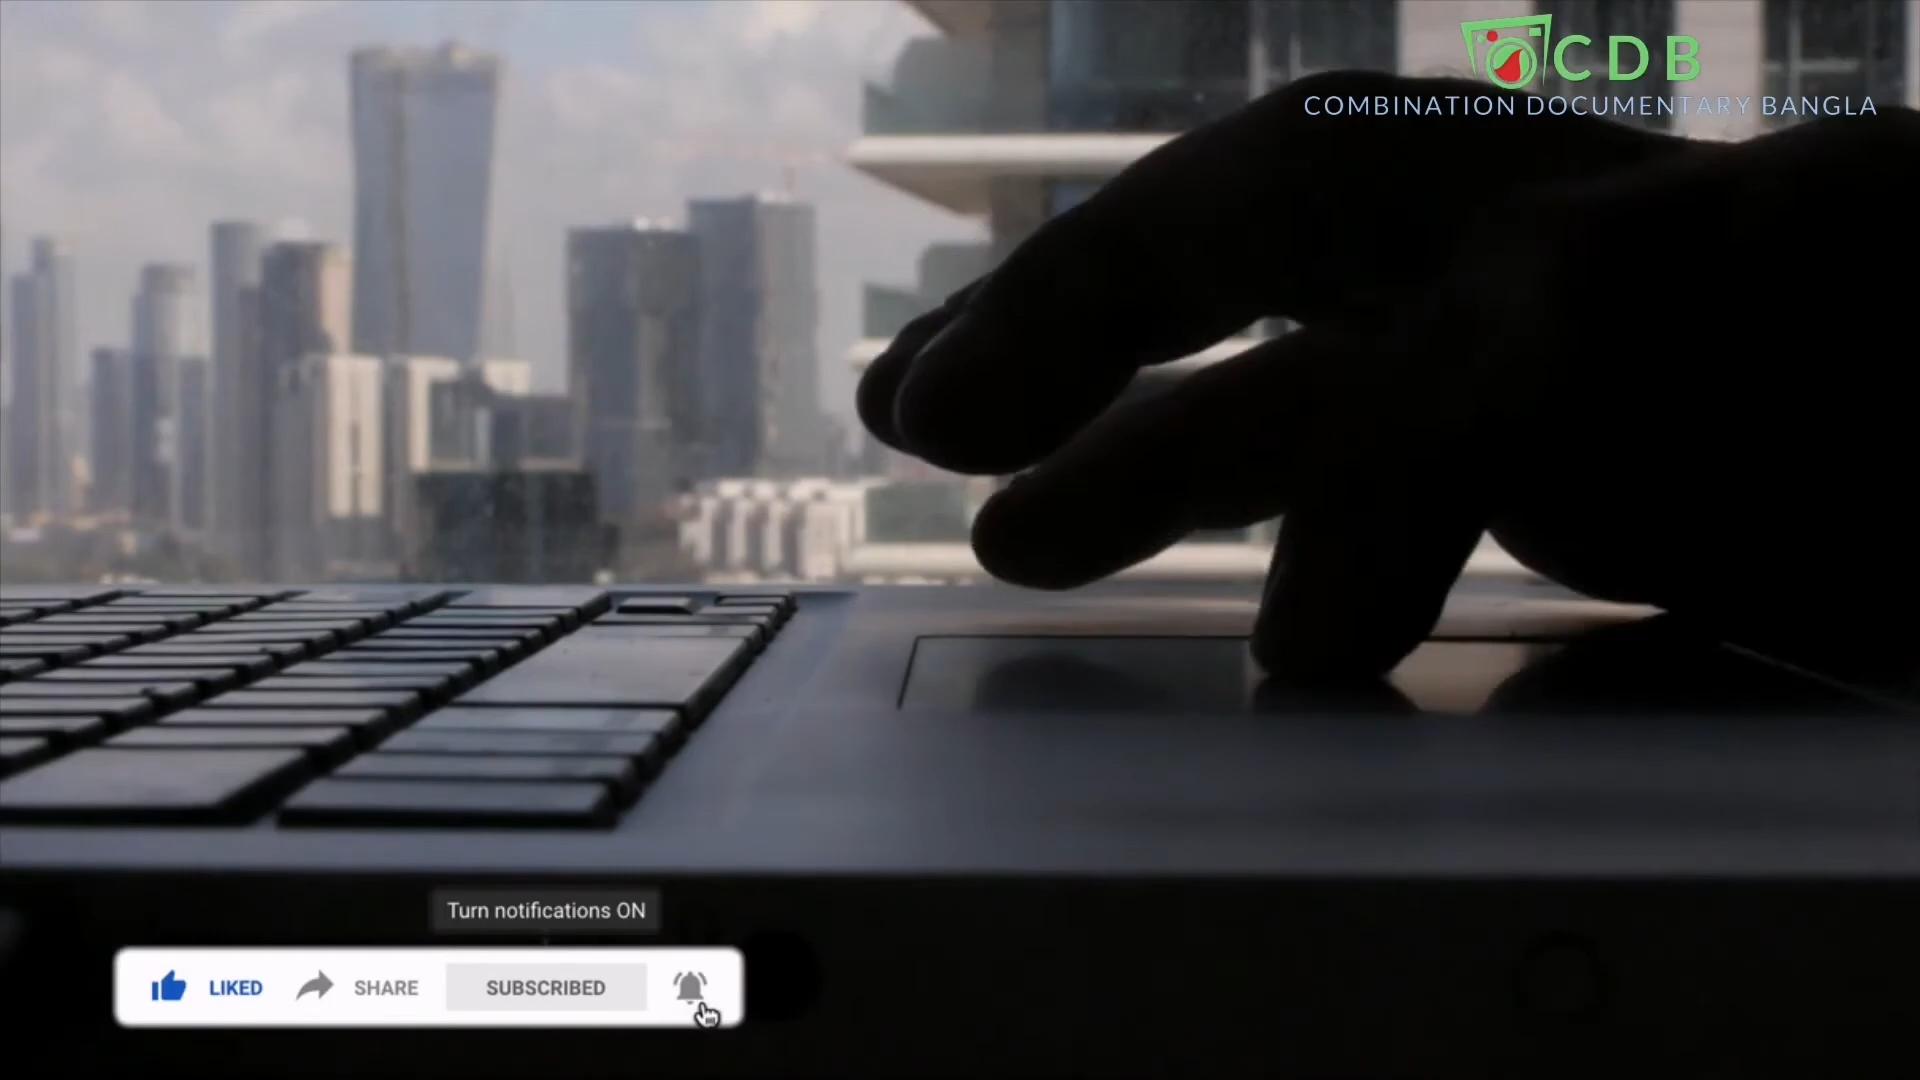 CDB
COMBINATION DOCUMENTARY BANGLA
Turn notifications ON
LIKED SHARE SUBSCRIBED